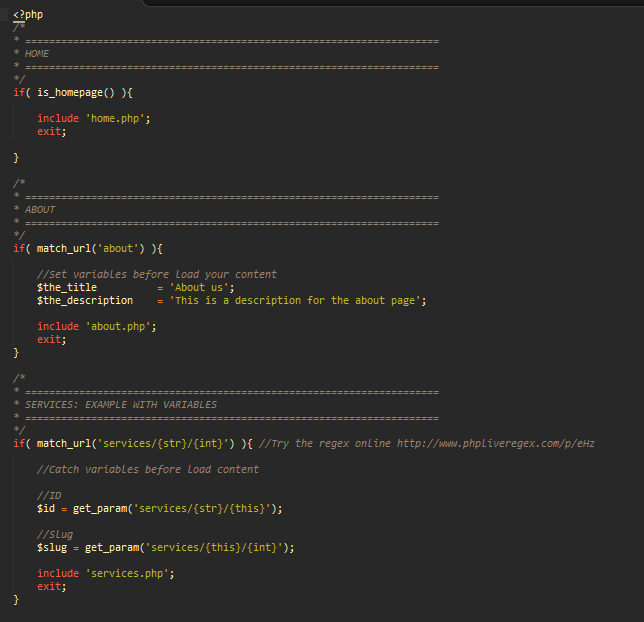 <?php
/*
* =====================================================================
* HOME
* =====================================================================
*/
if( is_homepage() ){
include 'home.php';
exit;
}
/*
* =====================================================================
* ABOUT
* =====================================================================
*/
if( match_url('about') ){
//Set variables before load your content
$the_title = 'About us';
$the_description = 'This is a description for the about page';
include 'about.php';
exit;
}
/*
* =====================================================================
* SERVICES: EXAMPLE WITH VARIABLES
* =====================================================================
*/
if( match_url('services/{str}/{int}') ){ //Try the regex online http://www.phpliveregex.com/p/eHz
//Catch variables before load content
//ID
$id = get_param('services/{str}/{this}');
//Slug
$slug = get_param('services/{this}/{int}');
include 'services.php';
exit;
}